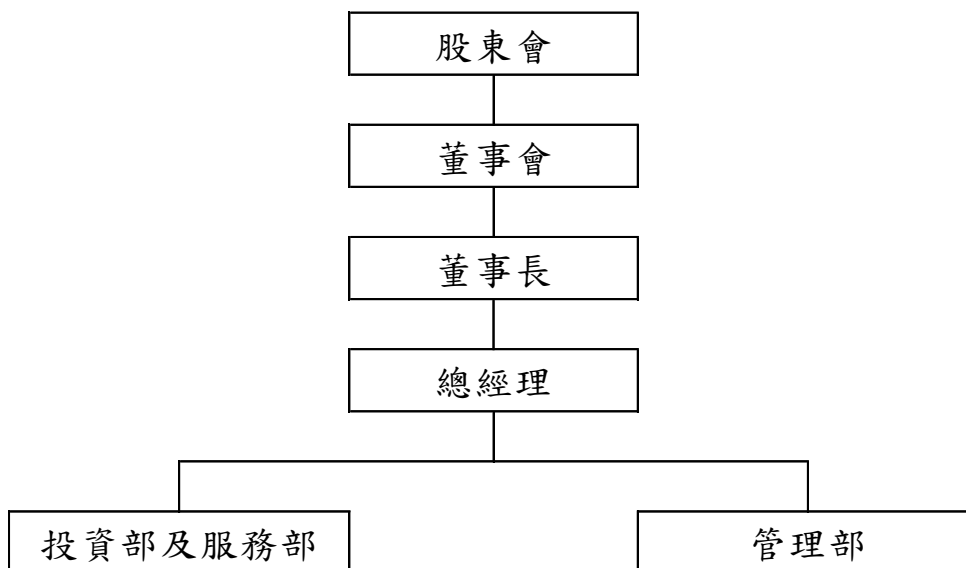 股東會
董事會
董事長
總經理
投資部及服務部
管理部